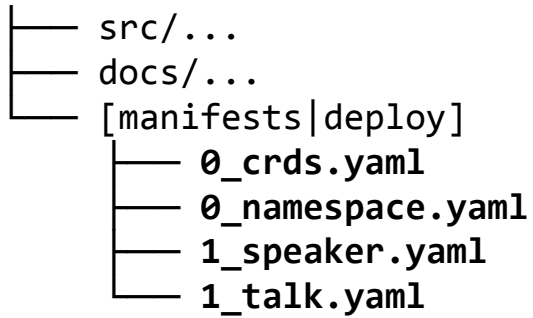 src/...
docs/...
[manifests|deploy]
0_crds.yaml
0_namespace.yaml
1_speaker.yaml
1_talk.yaml